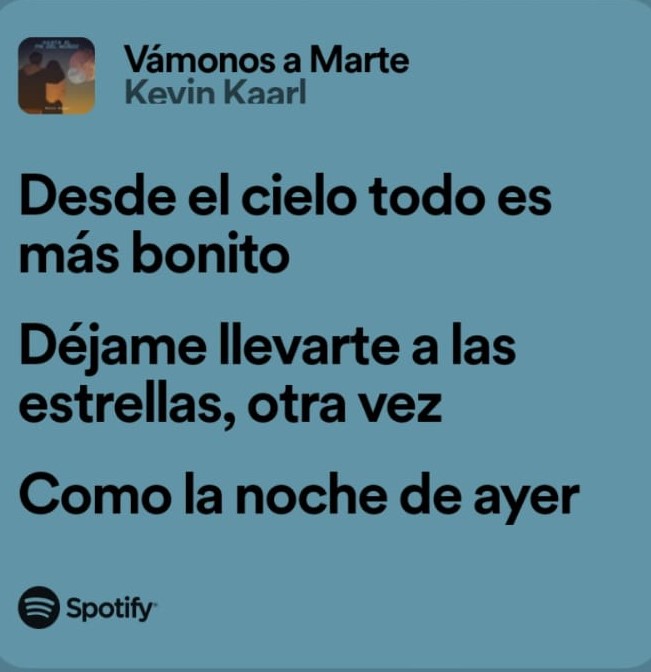 Vámonos a Marte
Kevin Kaarl
Desde el cielo todo es
más bonito
Déjame llevarte a las
estrellas, otra vez
Como la noche de ayer
Spotify